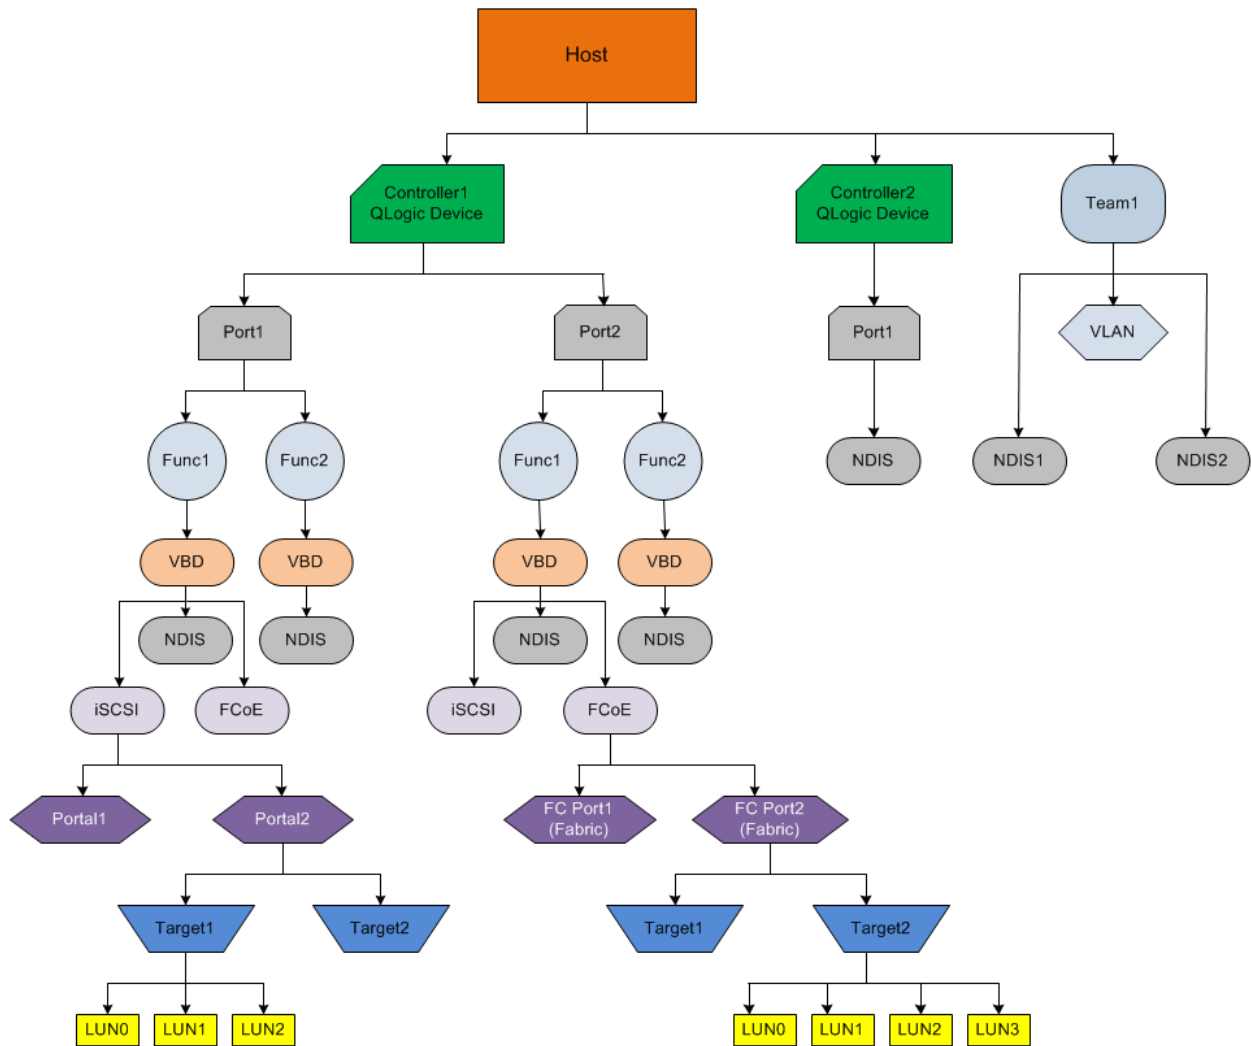 Host
Controller1
QLogic Device
Controller2
QLogic Device
Team1
Port1
Port2
Port1
VLAN
Func1
Func2
Func1
Func2
NDIS
NDIS1
NDIS2
VBD
VBD
VBD
VBD
NDIS
NDIS
NDIS
NDIS
iSCSI
FCoE
iSCSI
FCoE
Portal1
Portal2
FC Port1
(Fabric)
FC Port2
(Fabric)
Target1
Target2
Target1
Target2
LUN0
LUN1
LUN2
LUN0
LUN1
LUN2
LUN3